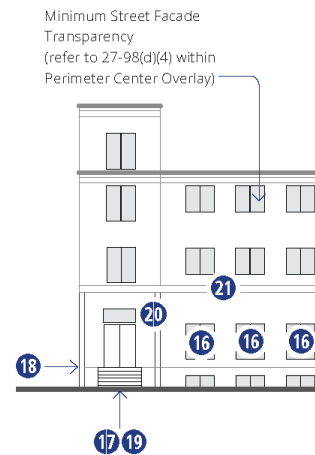 Minimum Street Facade
Transparency
(refer to 27-98(d)(4) within
Perimeter Center Overlay)
21
20
16 16 16
18
17 19